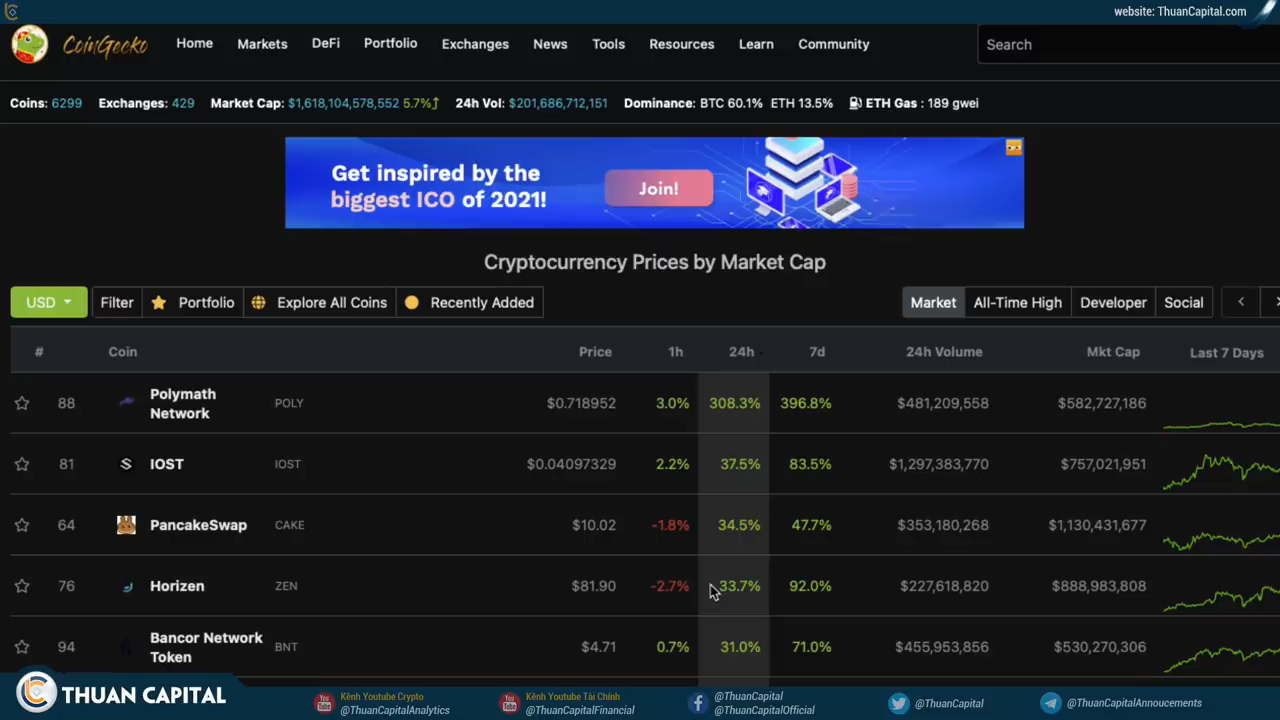 website: ThuanCapital.com
CoinGecko Home Markets DeFi Portfolio Exchanges News Tools Resources Learn Community Search
Coins: 6299 Exchanges: 429 Market Cap: $1,618,104,578,552 5.7% 24h Vol: $201,686,712,151 Dominance: BTC 60.1% ETH 13.5% ETH Gas : 189 gwei
Get inspired by the
biggest ICO of 2021!
Join!
Cryptocurrency Prices by Market Cap
USD Filter Portfolio Explore All Coins Recently Added Market All-Time High Developer Social
# Coin Price 1h 24h 7d 24h Volume Mkt Cap Last 7 Days
88 Polymath Network POLY $0.718952 3.0% 308.3% 396.8% $481,209,558 $582,727,186
81 IOST IOST $0.04097329 2.2% 37.5% 83.5% $1,297,383,770 $757,021,951
64 PancakeSwap CAKE $10.02 -1.8% 34.5% 47.7% $353,180,268 $1,130,431,677
76 Horizen ZEN $81.90 -2.7% 33.7% 92.0% $227,618,820 $888,983,808
94 Bancor Network Token BNT $4.71 0.7% 31.0% 71.0% $455,953,856 $530,270,306
THUAN CAPITAL
Kênh Youtube Crypto
@ThuanCapitalAnalytics
Kênh Youtube Tài Chính
@ThuanCapitalFinancial
@ThuanCapital
@ThuanCapitalOfficial
@ThuanCapital
@ThuanCapitalAnnoucements